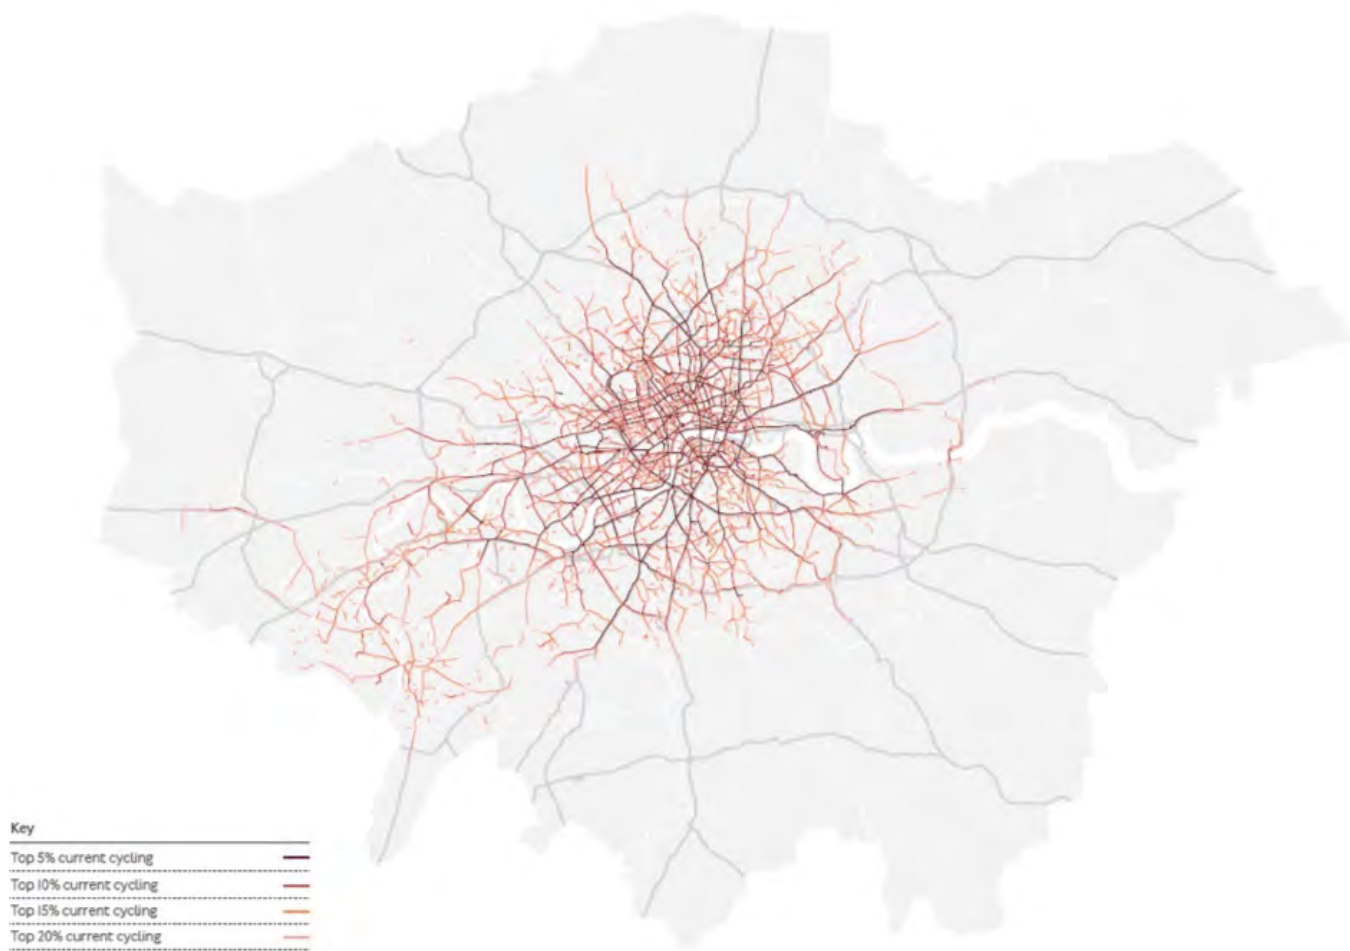 Key
Top 5% current cycling
Top 10% current cycling
Top 15% current cycling
Top 20% current cycling